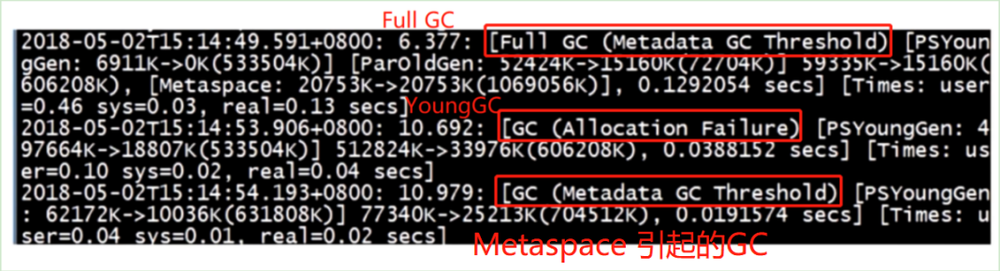 Full GC
2018-05-02T15:14:49.591+0800: 6.377: [Full GC (Metadata GC Threshold) [PSYoun
gGen: 6911K->0K(533504K)] [ParOldGen: 52424K->15160K(72704K)] 59335K->15160K(
606208K), [Metaspace: 20753K->20753K(1069056K)], 0.1292054 secs] [Times: user
=0.46 sys=0.03, real=0.13 secs]
YoungGC
2018-05-02T15:14:53.906+0800: 10.692: [GC (Allocation Failure) [PSYoungGen: 4
97664K->18807K(533504K)] 512824K->33976K(606208K), 0.0388152 secs] [Times: us
er=0.10 sys=0.02, real=0.04 secs]
2018-05-02T15:14:54.193+0800: 10.979: [GC (Metadata GC Threshold) [PSYoungGen
: 62172K->10036K(631808K)] 77340K->25213K(704512K), 0.0191574 secs] [Times: u
ser=0.04 sys=0.01, real=0.02 secs]
Metaspace 引起的GC